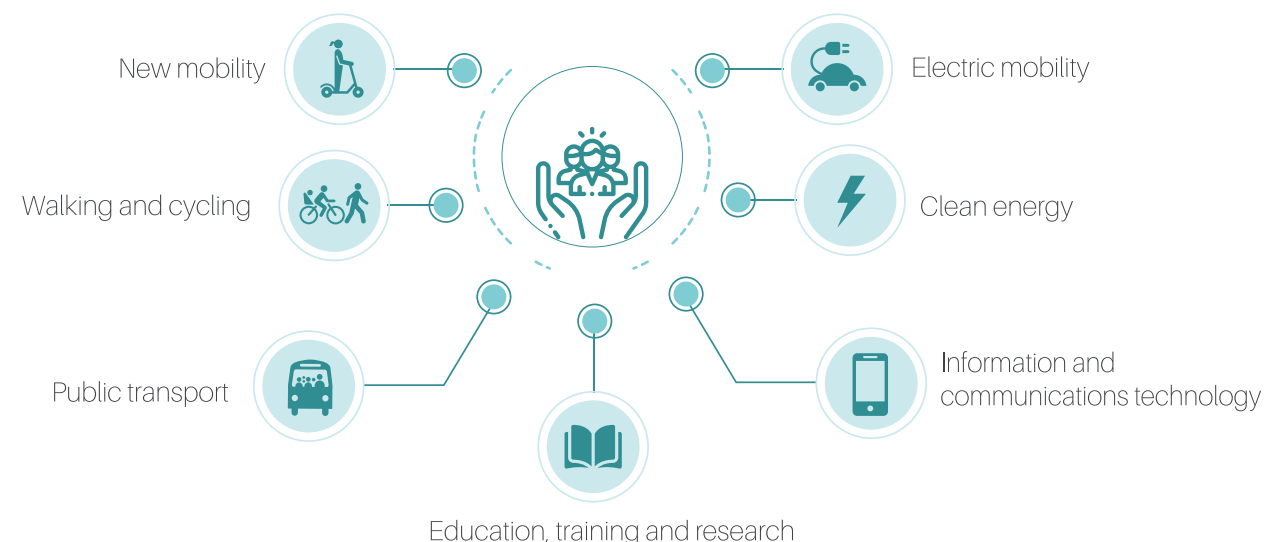 New mobility
Electric mobility
Walking and cycling
Clean energy
Public transport
Information and
communications technology
Education, training and research